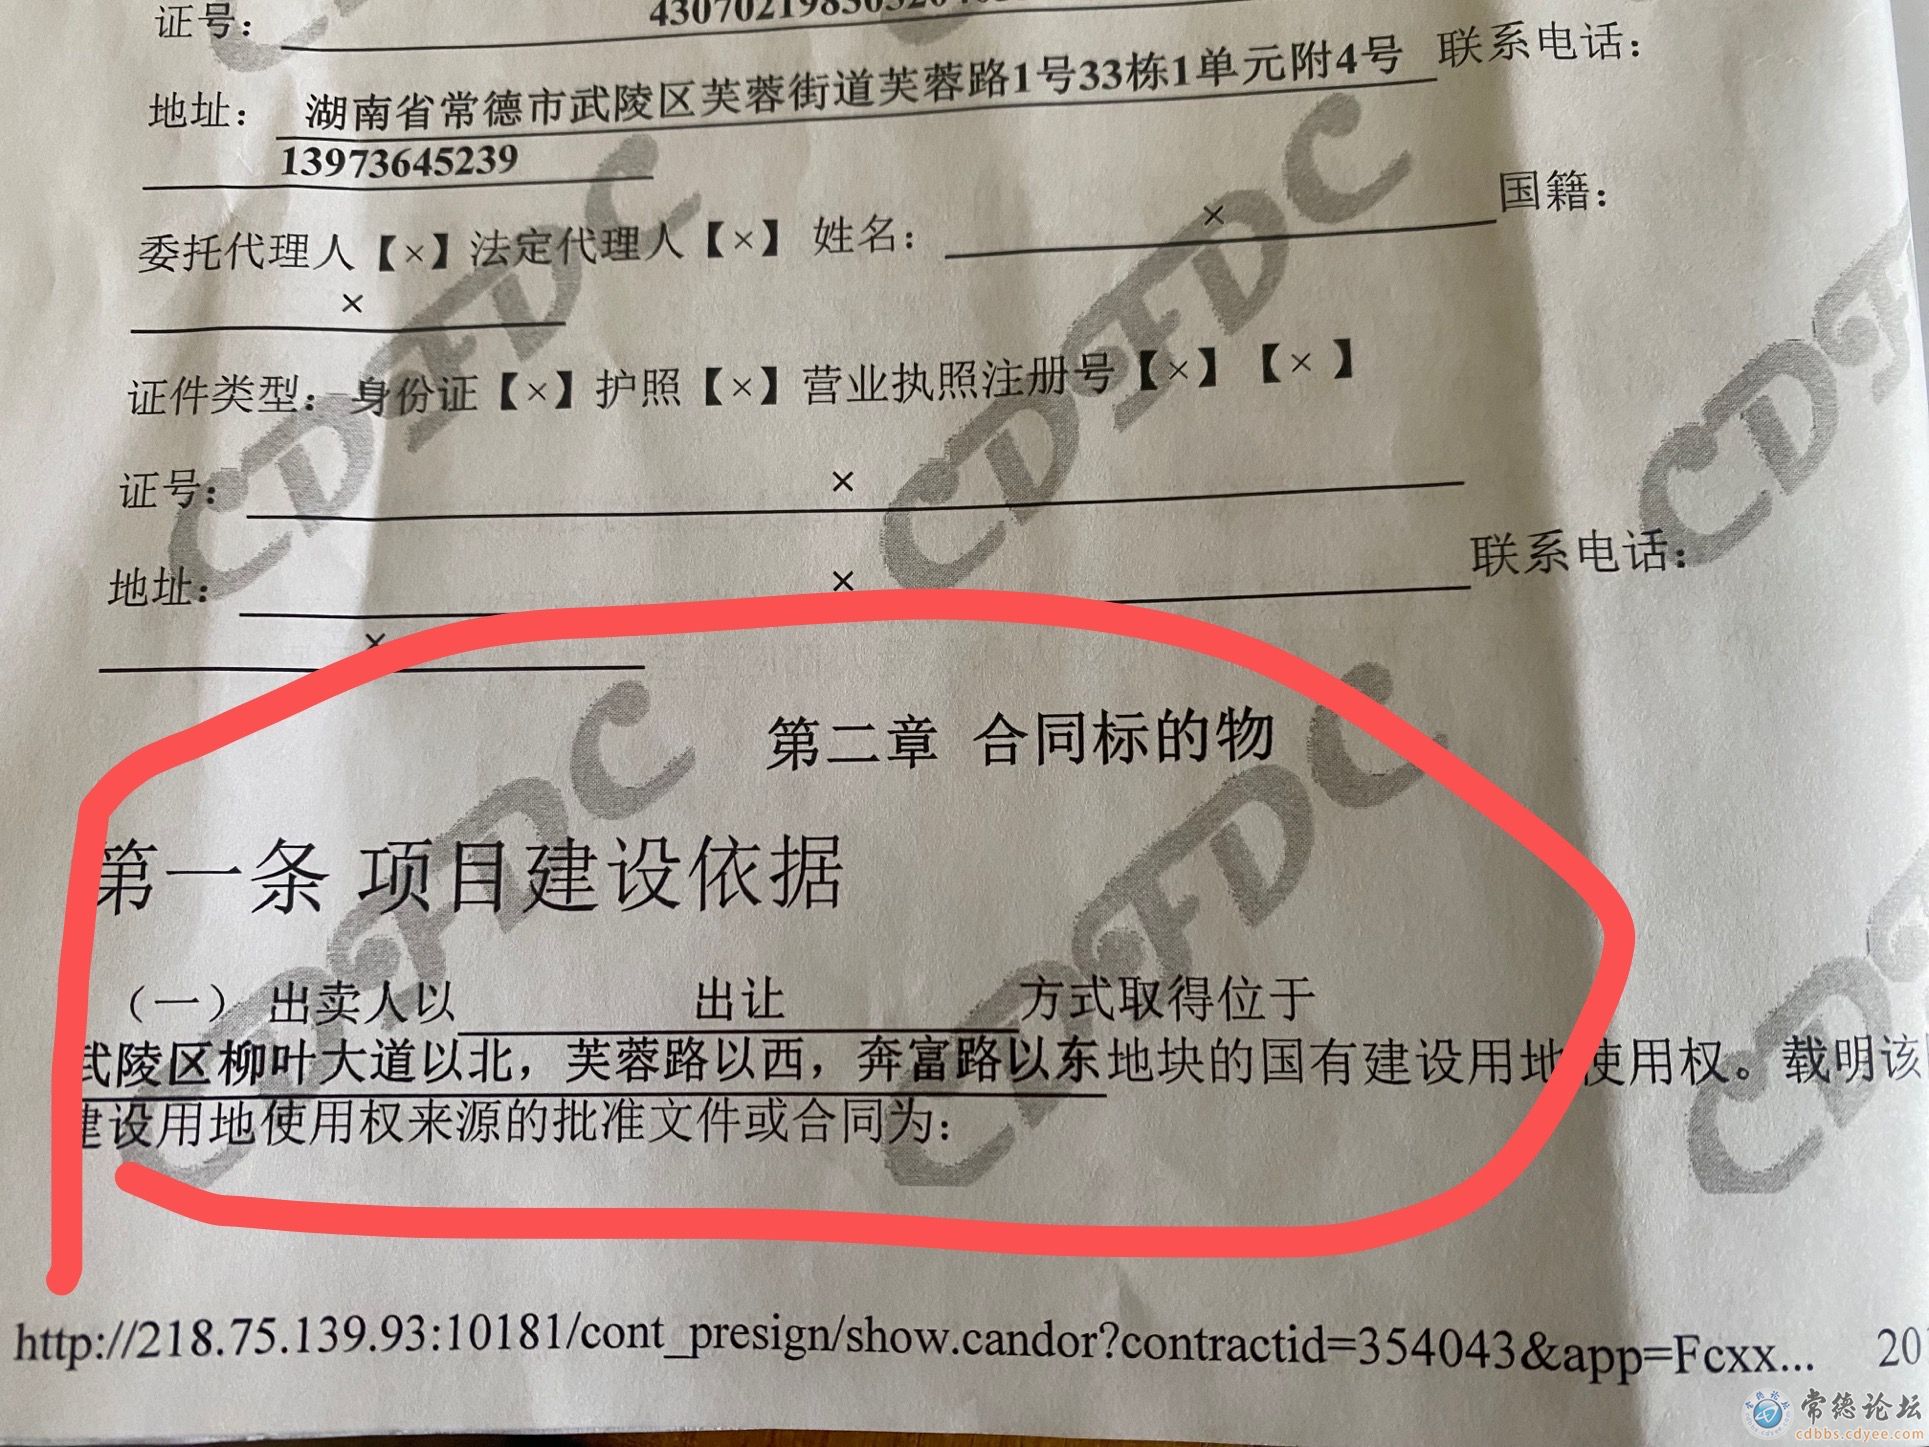 证号：
地址： 湖南省常德市武陵区芙蓉街道芙蓉路1号33栋1单元附4号 联系电话：
13973645239
委托代理人【×】法定代理人【×】 姓名： × 国籍：
×
证件类型： 身份证【×】护照【×】营业执照注册号【×】【× 】
证号： ×
地址： × 联系电话：
×
第二章 合同标的物
第一条 项目建设依据
（一） 出卖人以 出让 方式取得位于
武陵区柳叶大道以北，芙蓉路以西，奔富路以东地块的国有建设用地使用权。载明该
建设用地使用权来源的批准文件或合同为：
http://218.75.139.93:10181/cont_presign/show.candor?contractid=354043&app=Fcxx... 20
CDFDC
CDFDC
CDFDC
CDFDC
常德论坛
cdbbs.cdyee.com